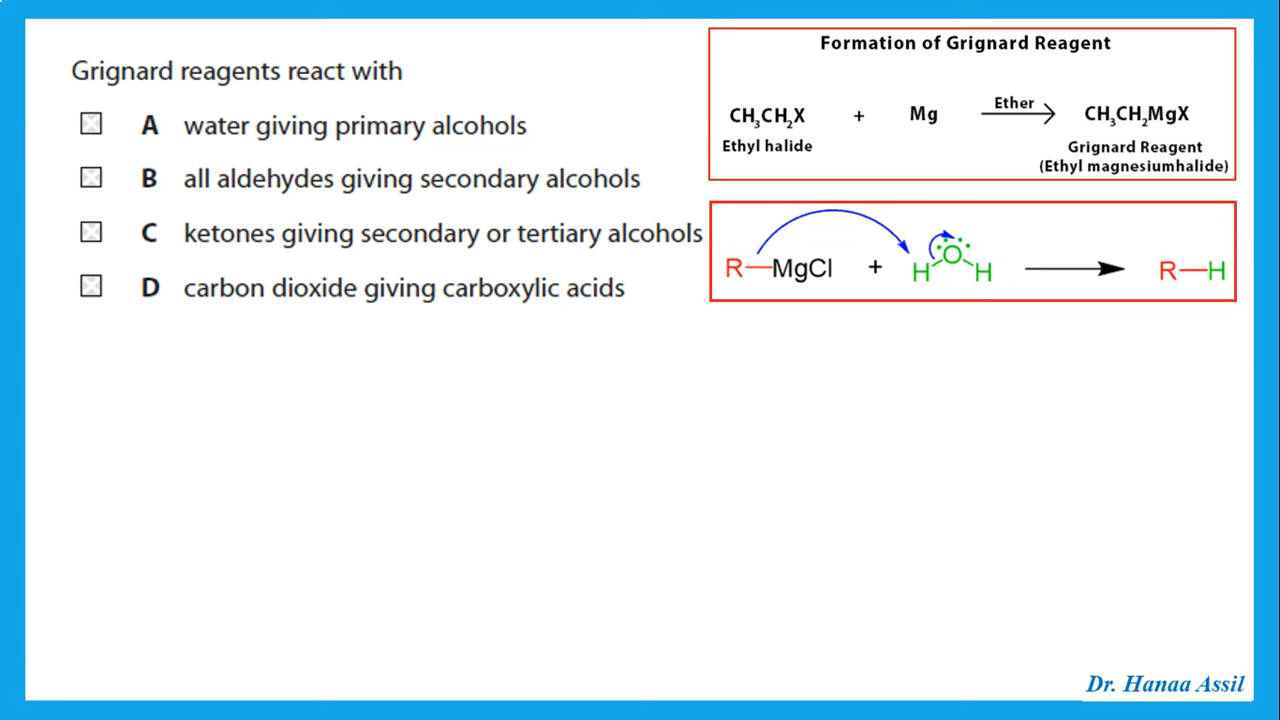 Grignard reagents react with
A water giving primary alcohols
B all aldehydes giving secondary alcohols
C ketones giving secondary or tertiary alcohols
D carbon dioxide giving carboxylic acids
Formation of Grignard Reagent
CH₃CH₂X + Mg Ether CH₃CH₂MgX
Ethyl halide Grignard Reagent
(Ethyl magnesiumhalide)
R—MgCl + H O H R—H
Dr. Hanaa Assil